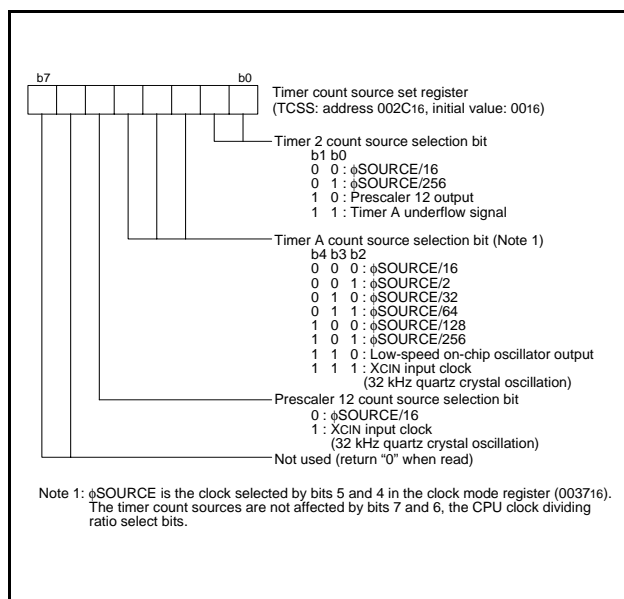 b7 b0
Timer count source set register
(TCSS: address 002C16, initial value: 0016)
Timer 2 count source selection bit
b1 b0
0 0 : ϕSOURCE/16
0 1 : ϕSOURCE/256
1 0 : Prescaler 12 output
1 1 : Timer A underflow signal
Timer A count source selection bit (Note 1)
b4 b3 b2
0 0 0 : ϕSOURCE/16
0 0 1 : ϕSOURCE/2
0 1 0 : ϕSOURCE/32
0 1 1 : ϕSOURCE/64
1 0 0 : ϕSOURCE/128
1 0 1 : ϕSOURCE/256
1 1 0 : Low-speed on-chip oscillator output
1 1 1 : XCIN input clock
(32 kHz quartz crystal oscillation)
Prescaler 12 count source selection bit
0 : ϕSOURCE/16
1 : XCIN input clock
(32 kHz quartz crystal oscillation)
Not used (return “0” when read)
Note 1: ϕSOURCE is the clock selected by bits 5 and 4 in the clock mode register (003716).
The timer count sources are not affected by bits 7 and 6, the CPU clock dividing
ratio select bits.